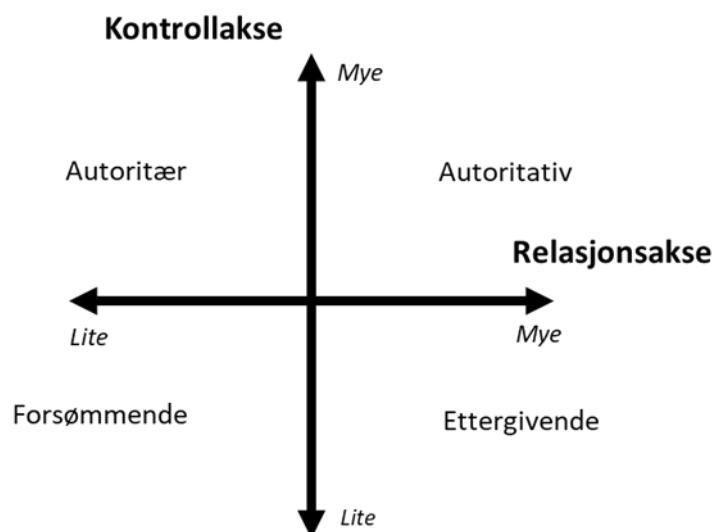 Kontrollakse
Mye
Autoritær
Autoritativ
Relasjonsakse
Lite
Mye
Forsømmende
Ettergivende
Lite